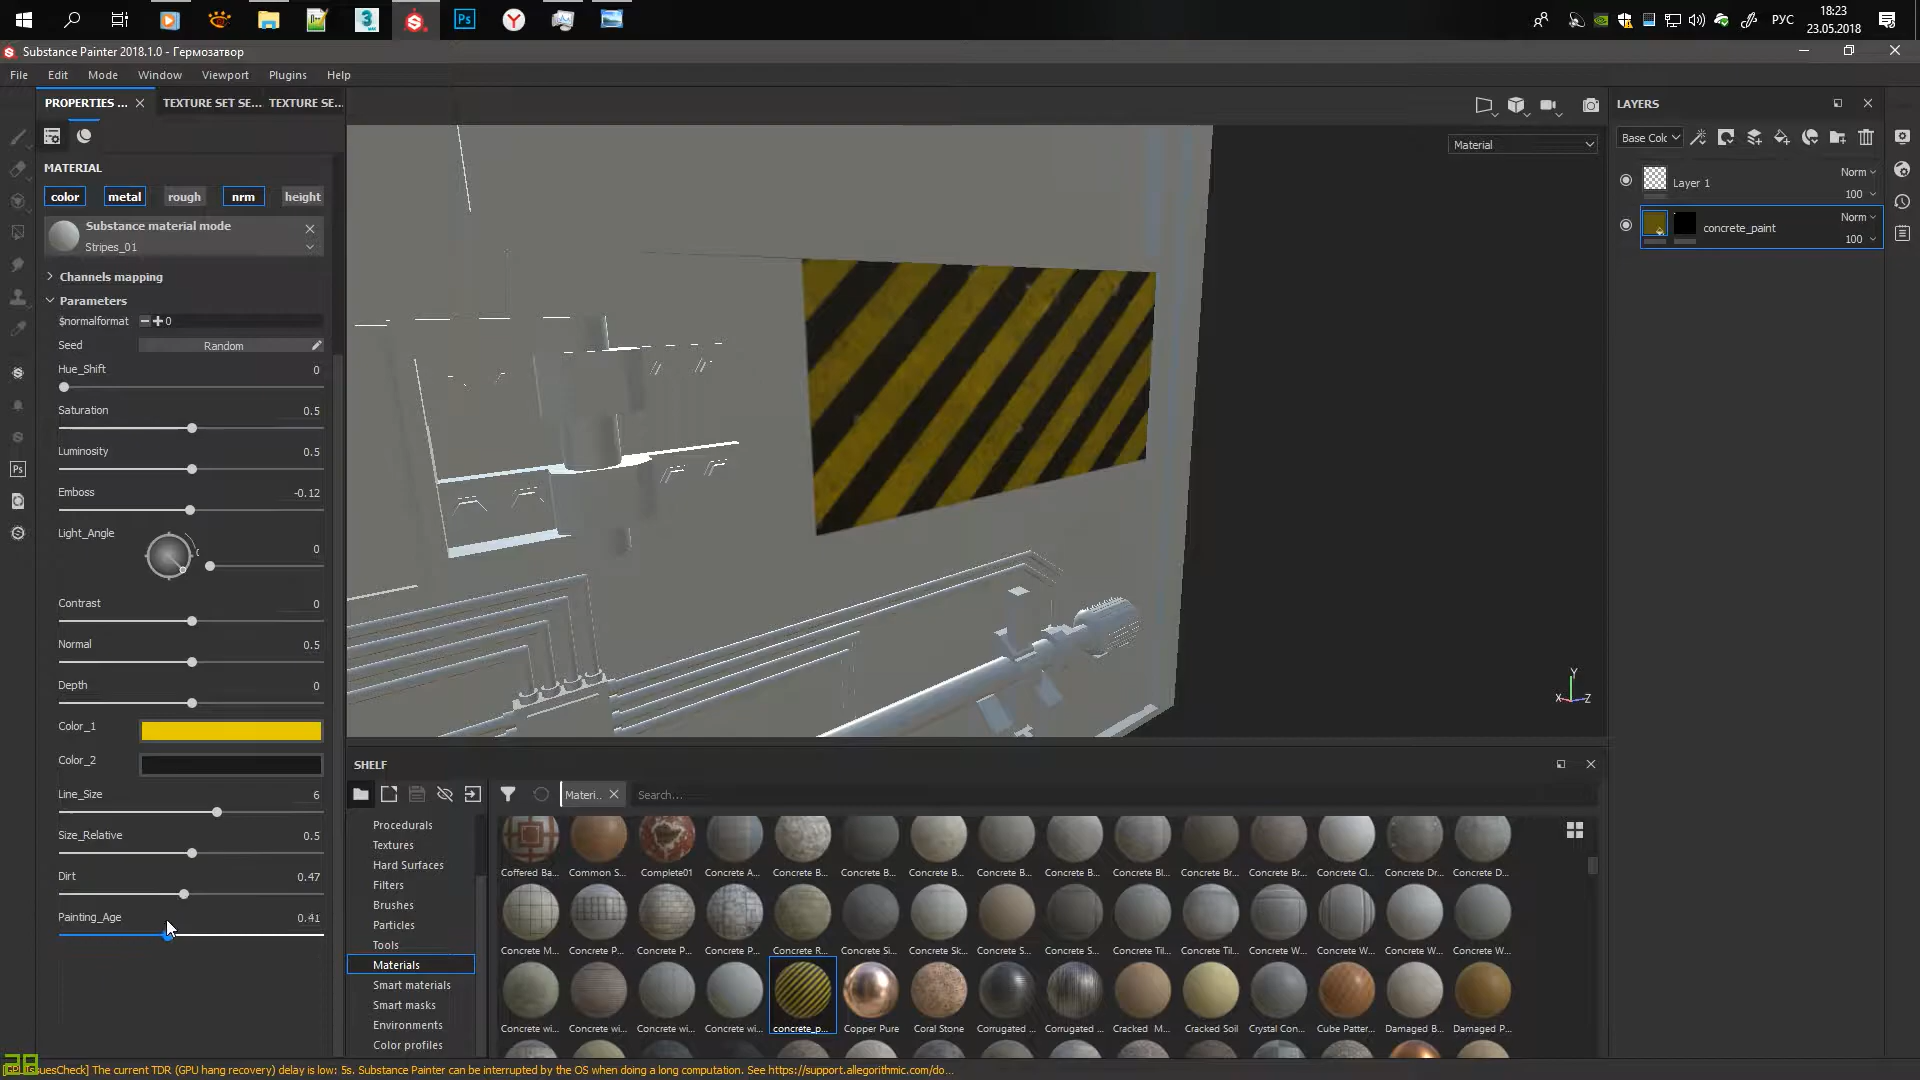 Ps
Y
РУС
18:23
23.05.2018
Substance Painter 2018.1.0 - Гермозатвор
File Edit Mode Window Viewport Plugins Help
PROPERTIES ...
TEXTURE SET SE...
TEXTURE SE...
MATERIAL
color metal rough nrm height
Substance material mode
Stripes_01
Channels mapping
Parameters
$normalformat 0
Seed Random
Hue_Shift 0
Saturation 0.5
Luminosity 0.5
Emboss -0.12
Light_Angle 0
Contrast 0
Normal 0.5
Depth 0
Color_1
Color_2
Line_Size 6
Size_Relative 0.5
Dirt 0.47
Painting_Age 0.41
Ps
Material
Y
X Z
LAYERS
Base Col
Layer 1 Norm
100
concrete_paint Norm
100
SHELF
Materi..
Search...
Procedurals
Textures
Hard Surfaces
Filters
Brushes
Particles
Tools
Materials
Smart materials
Smart masks
Environments
Color profiles
Coffered Ba... Common S... Complete01 Concrete A... Concrete B... Concrete B... Concrete B... Concrete B... Concrete Bl... Concrete Br... Concrete Br... Concrete B... Concrete Cl... Concrete Dr... Concrete D...
Concrete M... Concrete P... Concrete P... Concrete P... Concrete R... Concrete Si... Concrete Sk... Concrete S... Concrete S... Concrete Til... Concrete Til... Concrete W... Concrete W... Concrete W... Concrete W...
Concrete wi... Concrete wi... Concrete wi... Concrete wi... concrete_p... Copper Pure Coral Stone Corrugated ... Corrugated ... Cracked M... Cracked Soil Crystal Con... Cube Patter... Damaged B... Damaged P...
29
IssuesCheck] The current TDR (GPU hang recovery) delay is low: 5s. Substance Painter can be interrupted by the OS when doing a long computation. See https://support.allegorithmic.com/do...